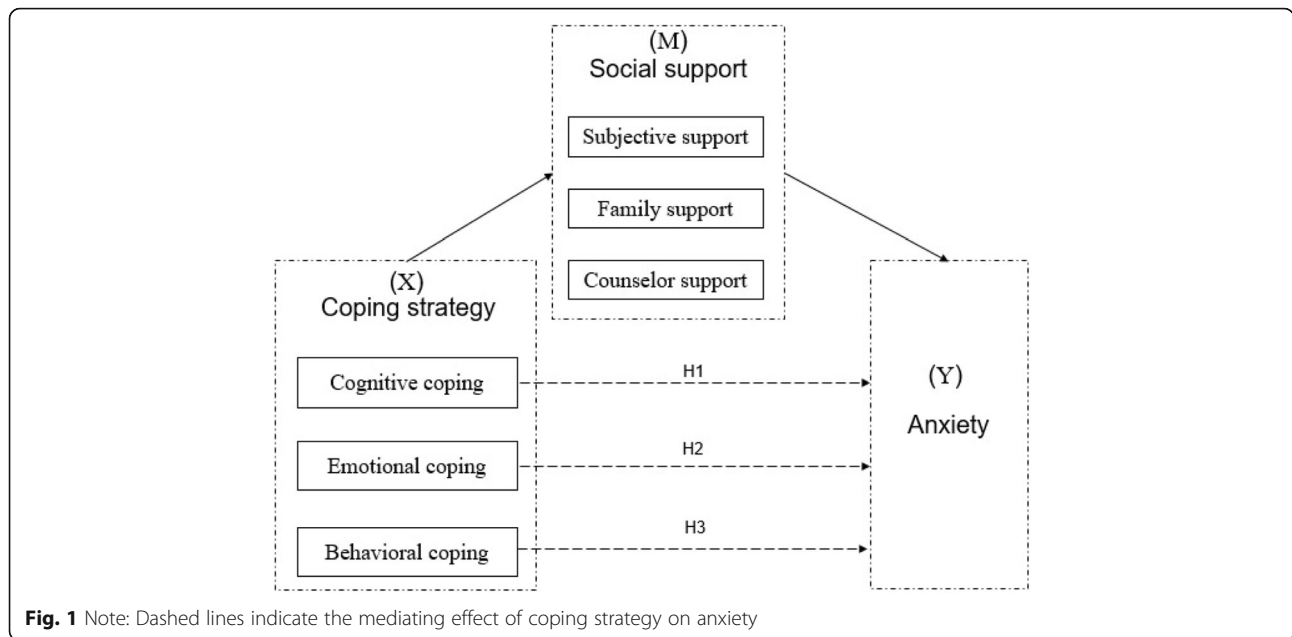 (M)
Social support
Subjective support
Family support
Counselor support
(X)
Coping strategy
Cognitive coping
Emotional coping
Behavioral coping
H1
H2
H3
(Y)
Anxiety
Fig. 1 Note: Dashed lines indicate the mediating effect of coping strategy on anxiety